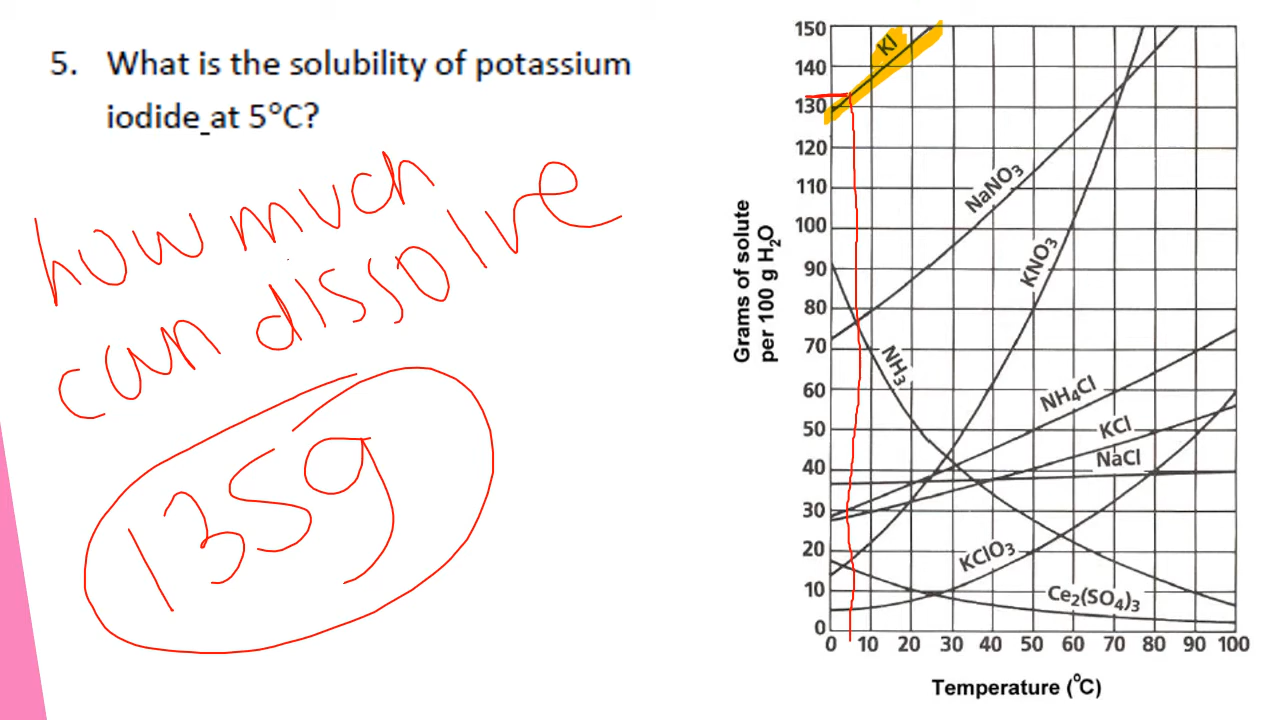 5. What is the solubility of potassium
iodide at 5°C?
how much
can dissolve
135g
Grams of solute
per 100 g H₂O
150
140
130
120
110
100
90
80
70
60
50
40
30
20
10
0
KI
NaNO₃
KNO₃
NH₃
NH₄Cl
KCl
NaCl
KClO₃
Ce₂(SO₄)₃
0 10 20 30 40 50 60 70 80 90 100
Temperature (°C)